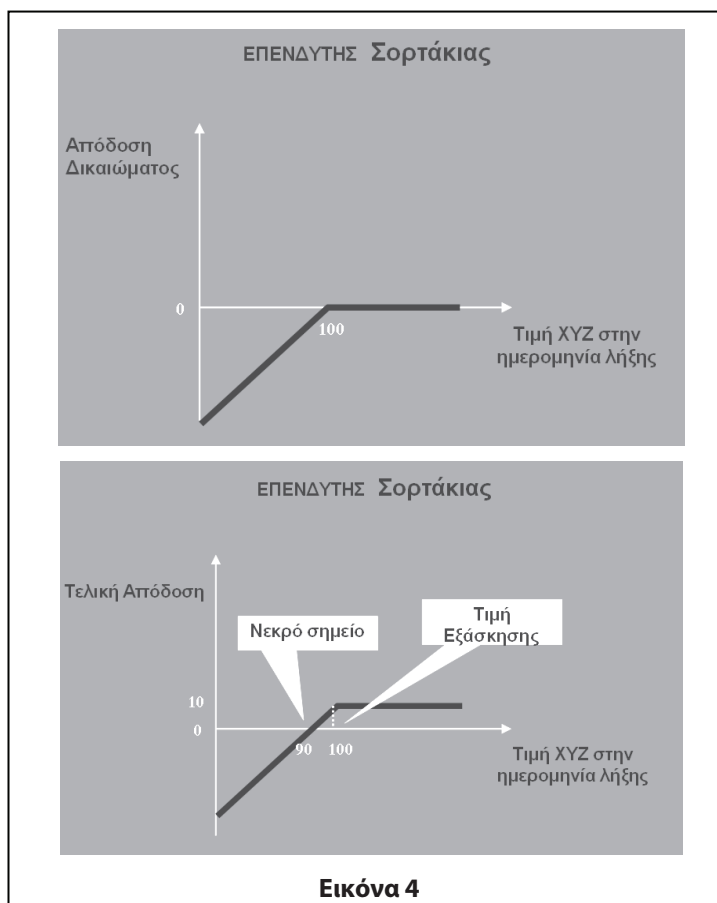 ΕΠΕΝΔΥΤΗΣ Σορτάκιας
Απόδοση
Δικαιώματος
0
100
Τιμή XYZ στην
ημερομηνία λήξης
ΕΠΕΝΔΥΤΗΣ Σορτάκιας
Τελική Απόδοση
Νεκρό σημείο
Τιμή
Εξάσκησης
10
0
90 100
Τιμή XYZ στην
ημερομηνία λήξης
Εικόνα 4